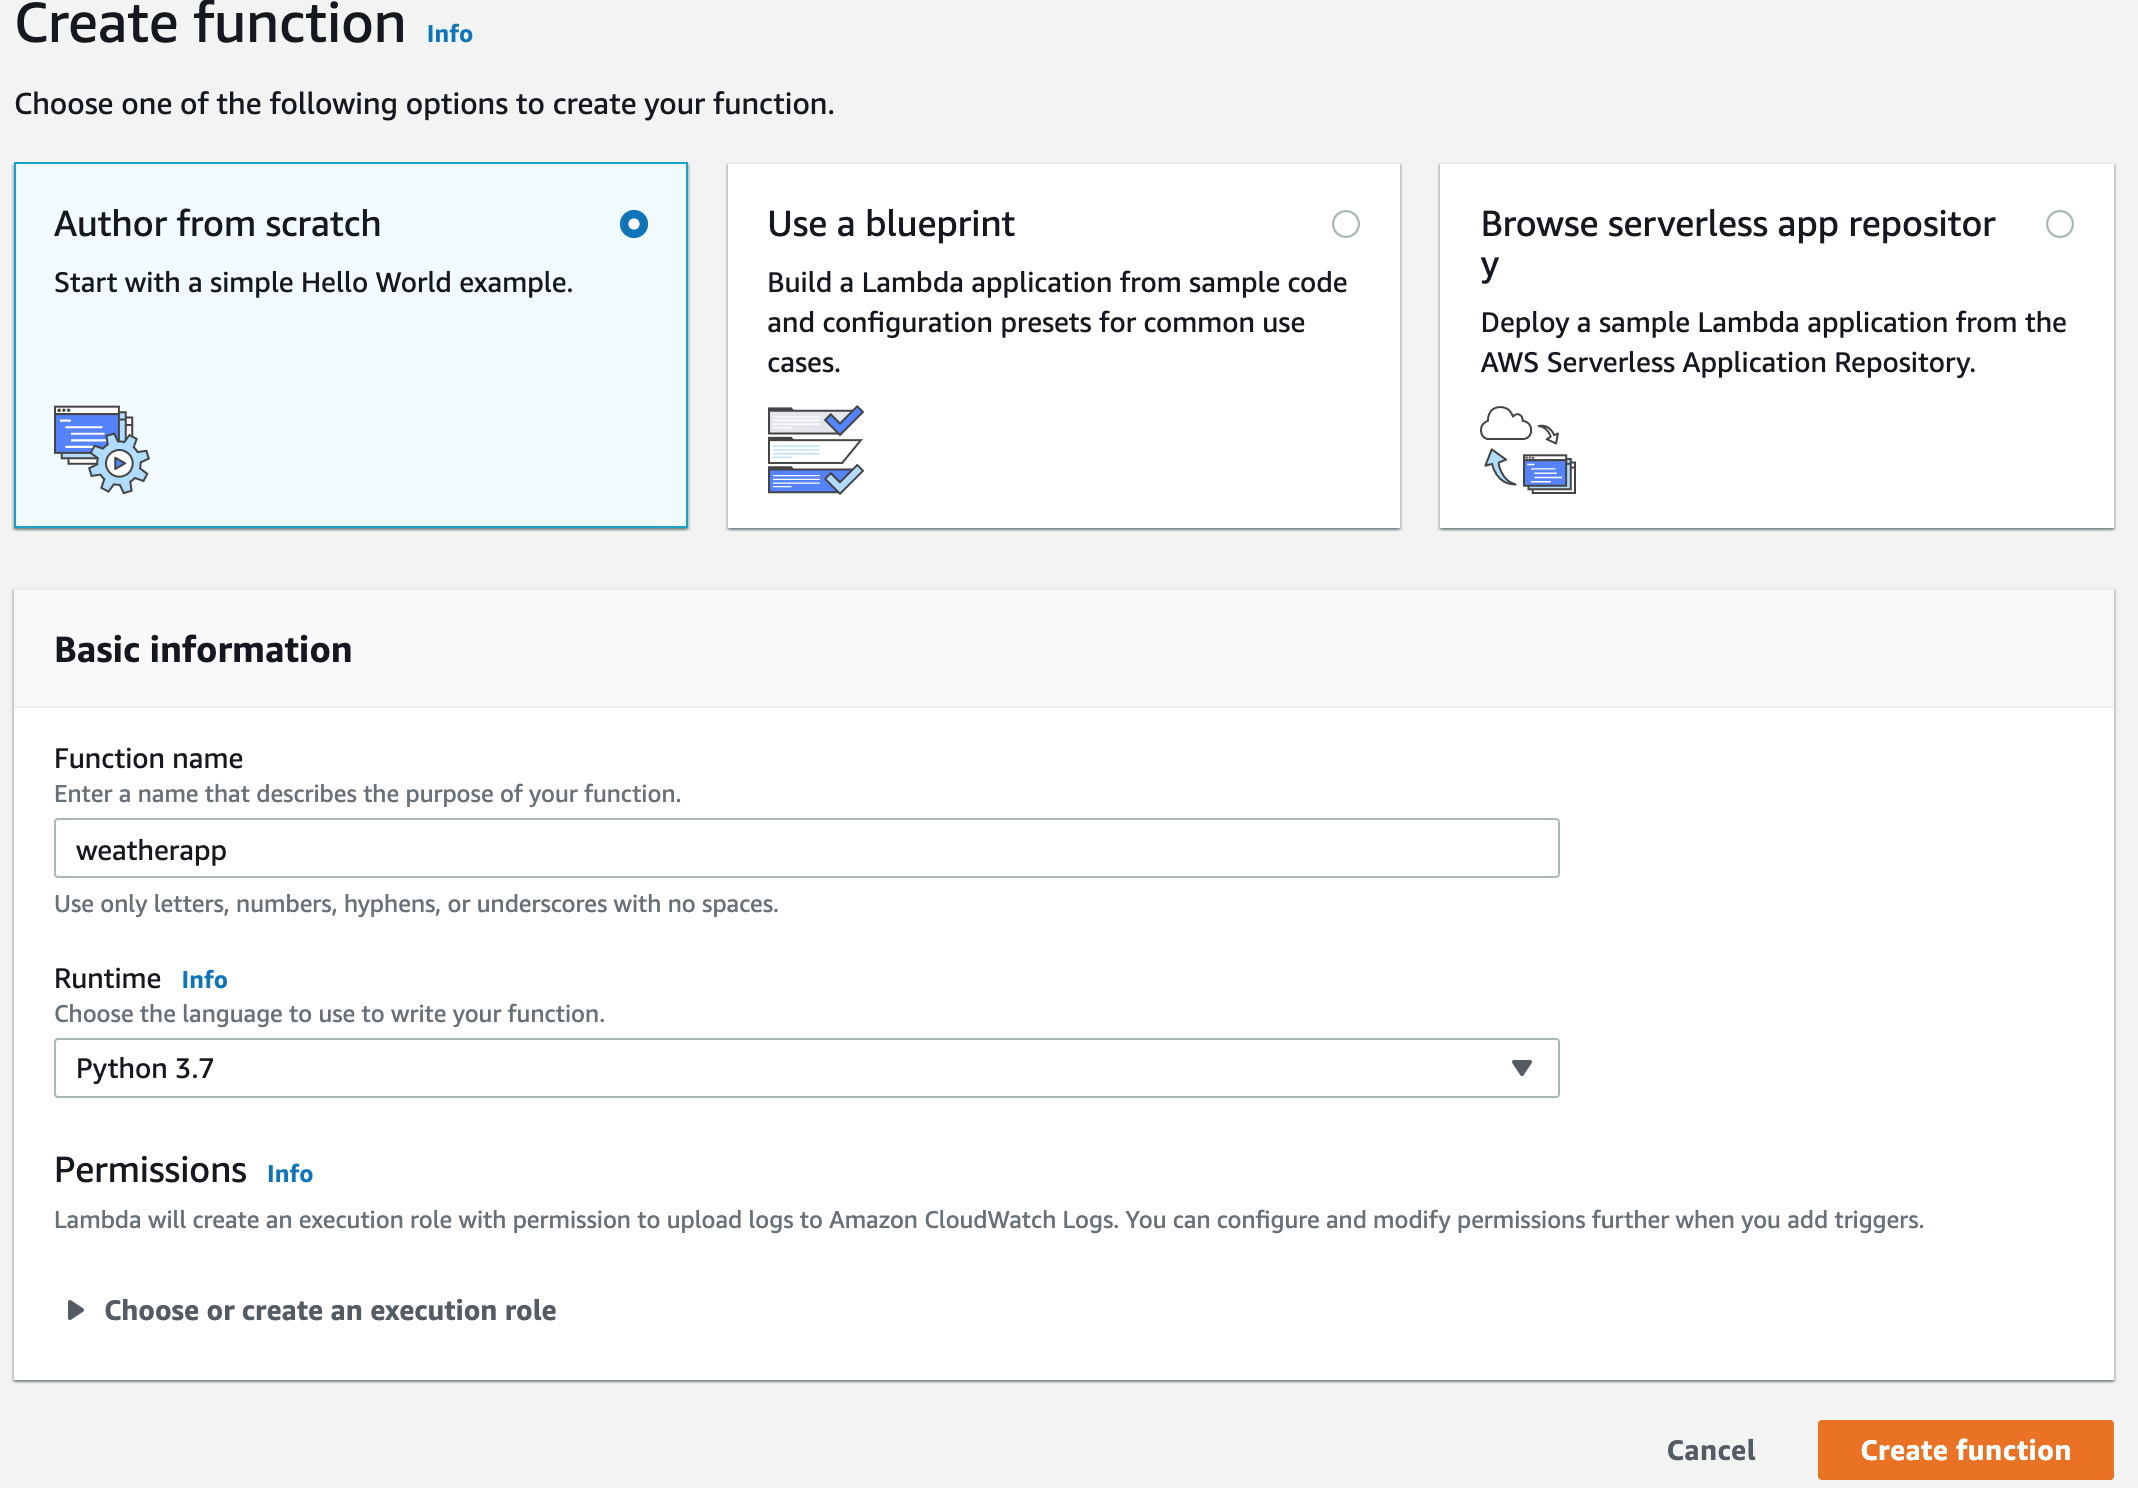 Create function Info
Choose one of the following options to create your function.
Author from scratch
Start with a simple Hello World example.
Use a blueprint
Build a Lambda application from sample code
and configuration presets for common use
cases.
Browse serverless app repositor
y
Deploy a sample Lambda application from the
AWS Serverless Application Repository.
Basic information
Function name
Enter a name that describes the purpose of your function.
weatherapp
Use only letters, numbers, hyphens, or underscores with no spaces.
Runtime Info
Choose the language to use to write your function.
Python 3.7
Permissions Info
Lambda will create an execution role with permission to upload logs to Amazon CloudWatch Logs. You can configure and modify permissions further when you add triggers.
Choose or create an execution role
Cancel
Create function